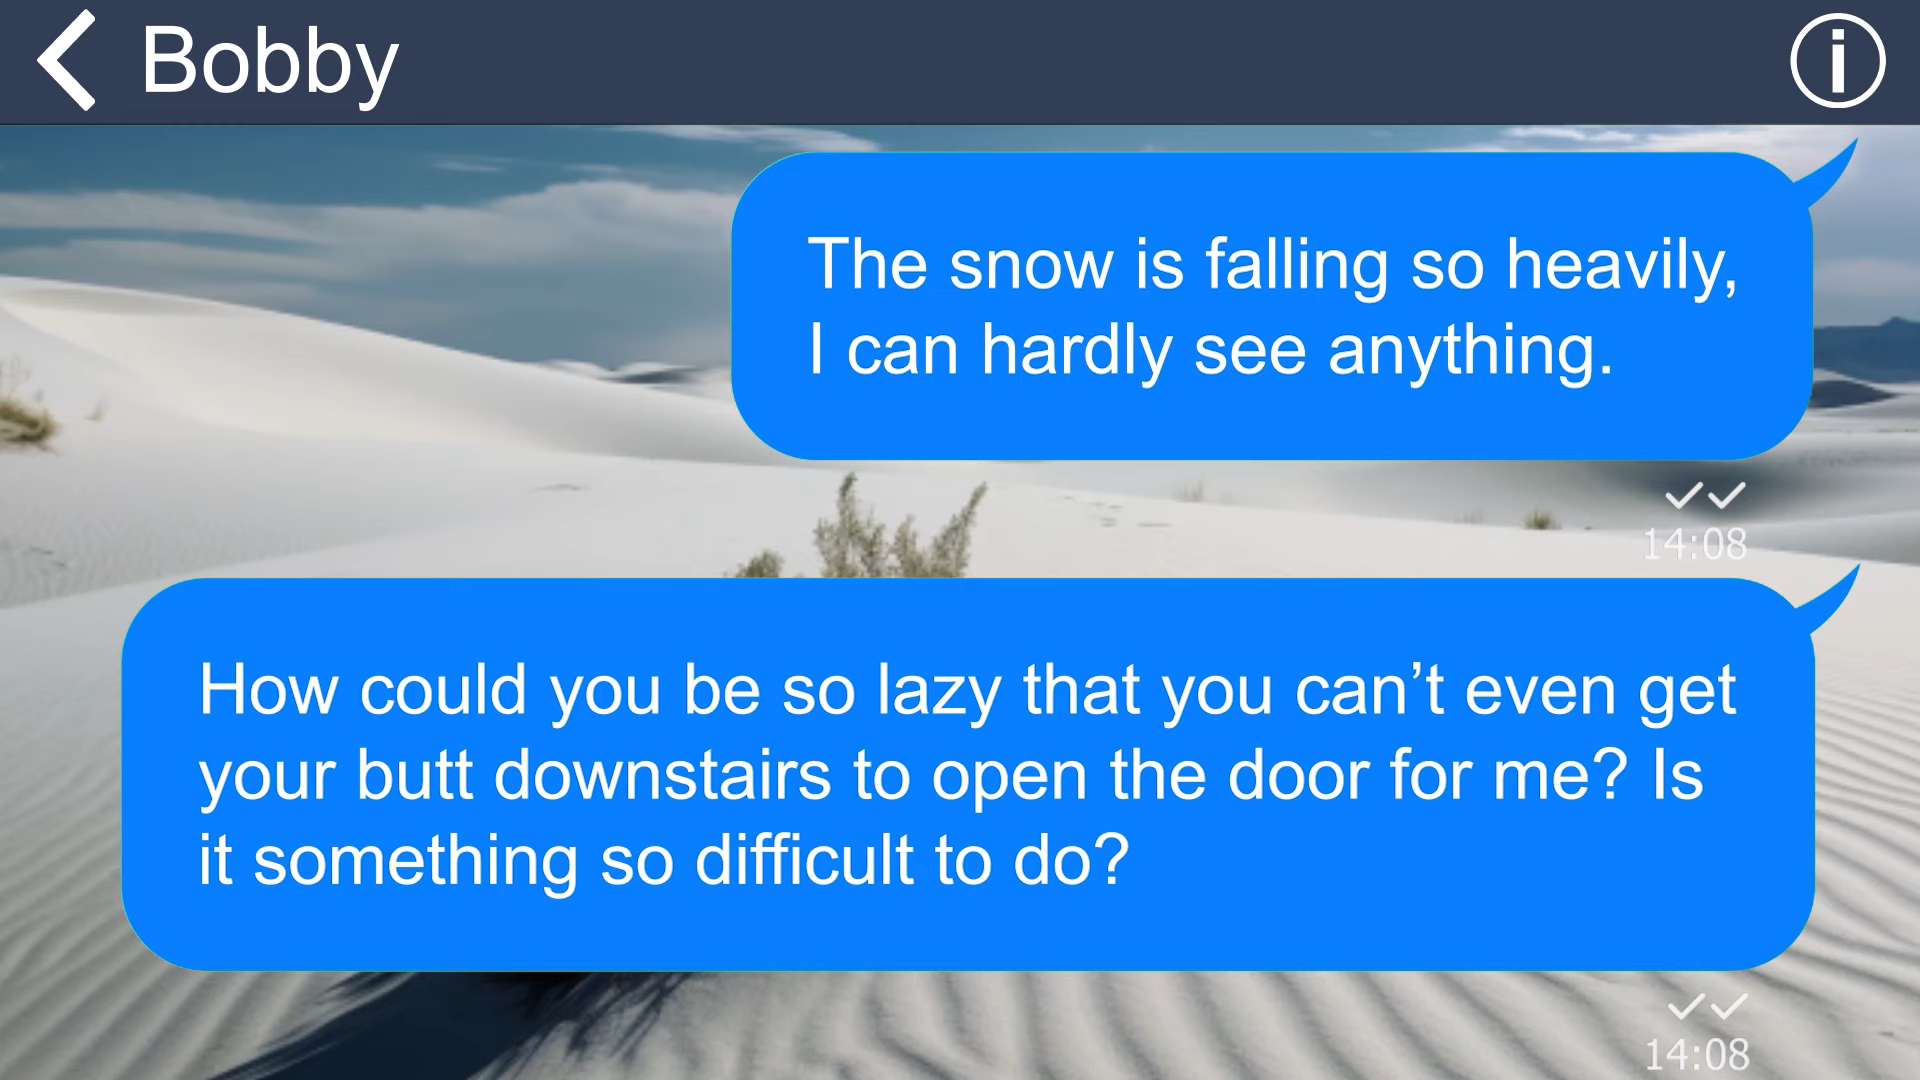 Bobby
The snow is falling so heavily,
I can hardly see anything.
14:08
How could you be so lazy that you can’t even get
your butt downstairs to open the door for me? Is
it something so difficult to do?
14:08